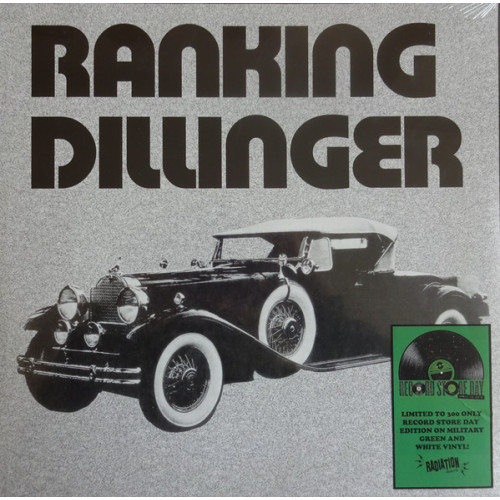 RANKING
DILLINGER
RECORD STORE DAY
LIMITED TO 300 ONLY
RECORD STORE DAY
EDITION ON MILITARY
GREEN AND
WHITE VINYL!
RADIATION